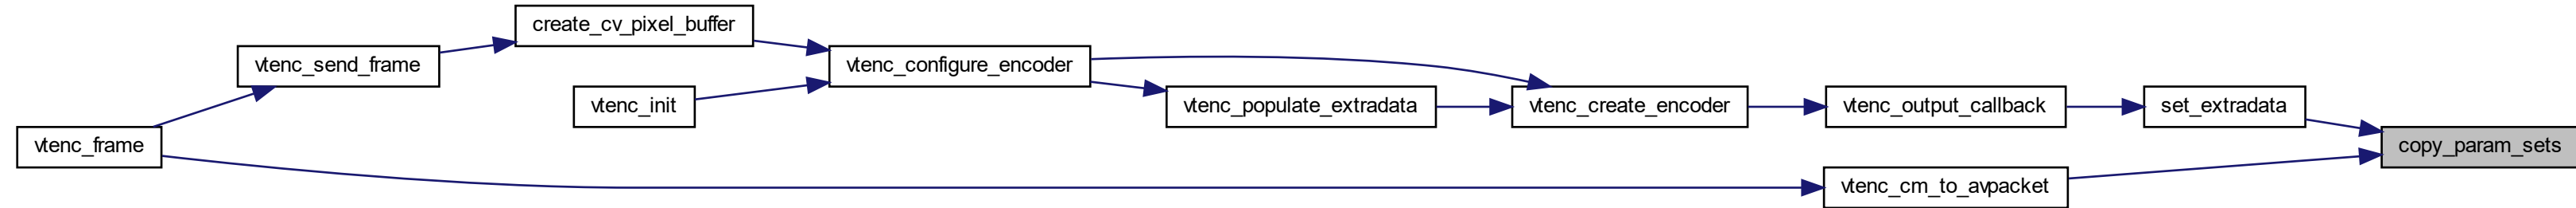 create_cv_pixel_buffer
vtenc_send_frame
vtenc_configure_encoder
vtenc_init
vtenc_populate_extradata
vtenc_create_encoder
vtenc_output_callback
set_extradata
vtenc_frame
copy_param_sets
vtenc_cm_to_avpacket